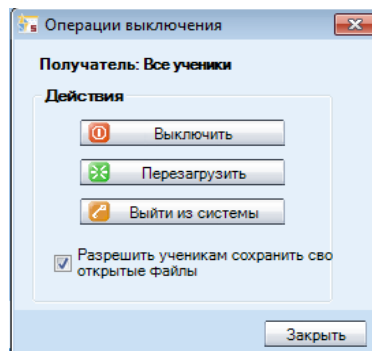 Операции выключения
Получатель: Все ученики
Действия
Выключить
Перезагрузить
Выйти из системы
Разрешить ученикам сохранить сво
открытые файлы
Закрыть